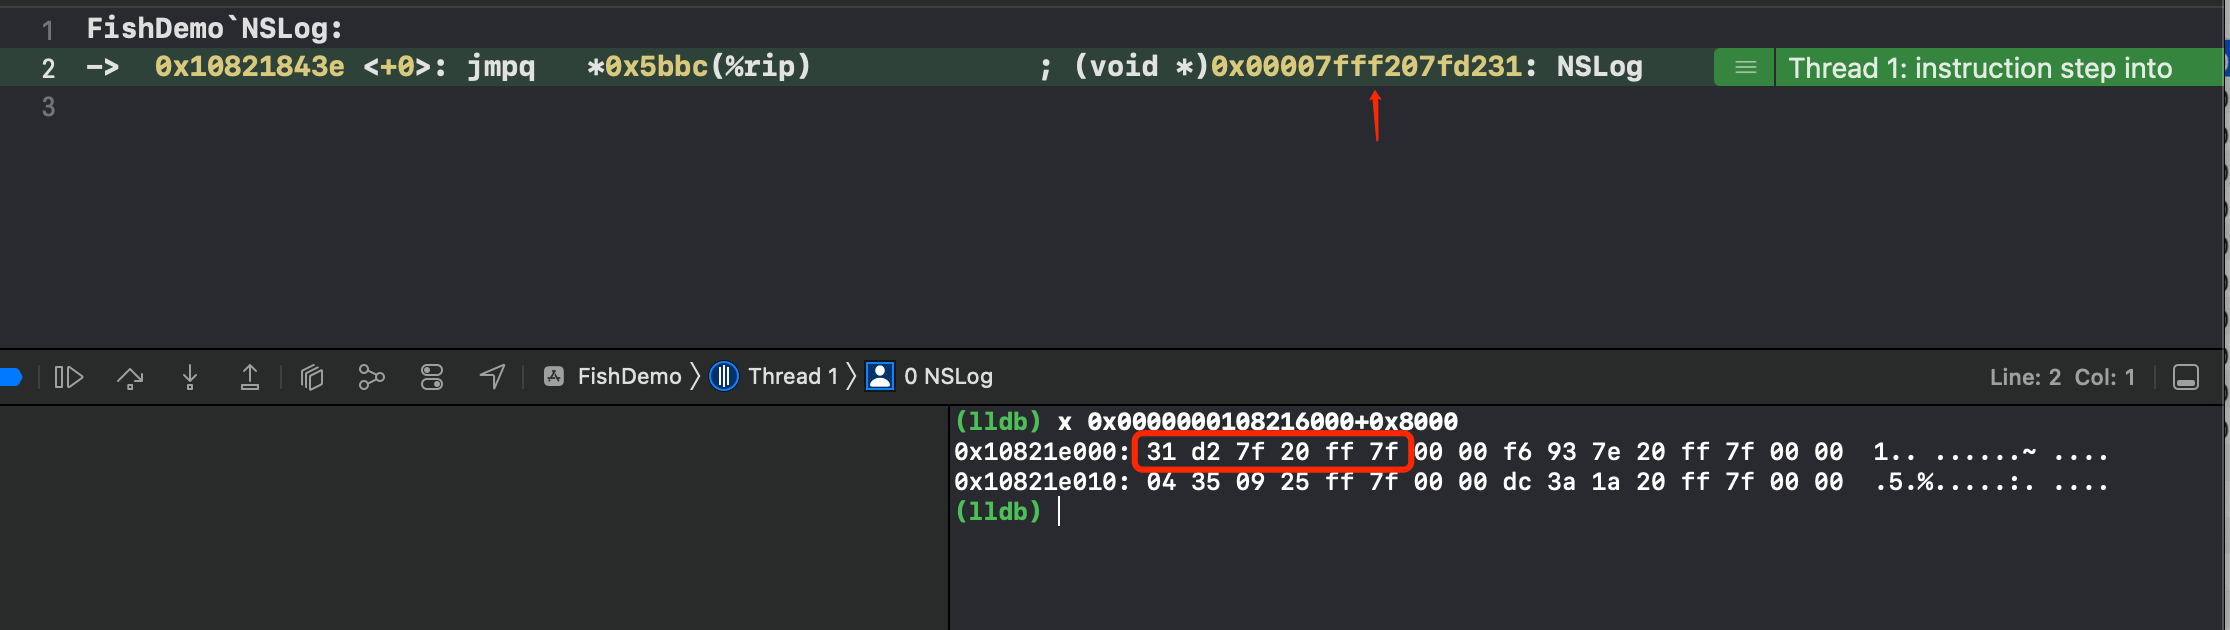 1 FishDemo`NSLog:
2 -> 0x10821843e <+0>: jmpq *0x5bbc(%rip) ; (void *)0x00007fff207fd231: NSLog Thread 1: instruction step into
3
FishDemo 〉 Thread 1 〉 0 NSLog Line: 2 Col: 1
(lldb) x 0x0000000108216000+0x8000
0x10821e000: 31 d2 7f 20 ff 7f 00 00 f6 93 7e 20 ff 7f 00 00 1.. ......~ ....
0x10821e010: 04 35 09 25 ff 7f 00 00 dc 3a 1a 20 ff 7f 00 00 .5.%.....:. ....
(lldb)